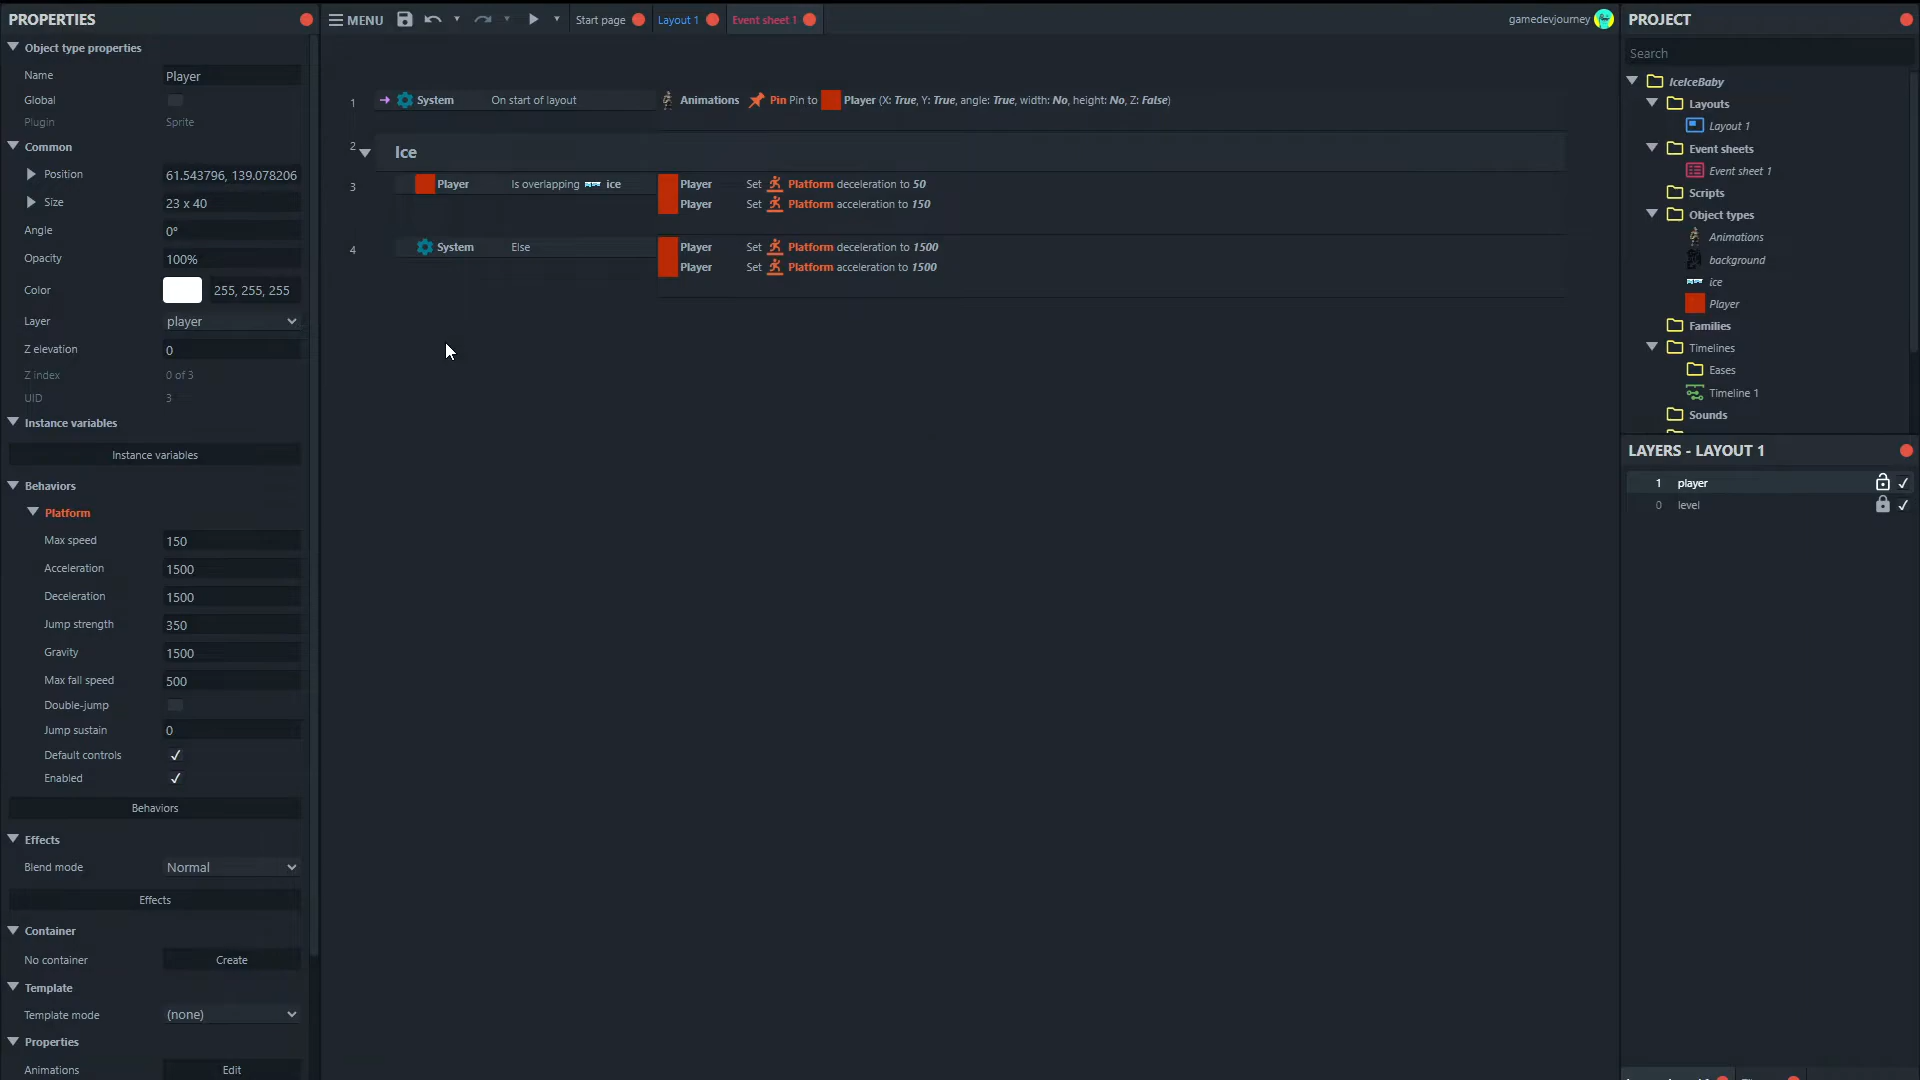 PROPERTIES
Object type properties
Name Player
Global
Plugin Sprite
Common
Position 61.543796, 139.078206
Size 23 x 40
Angle 0°
Opacity 100%
Color 255, 255, 255
Layer player
Z elevation 0
Z index 0 of 3
UID 3
Instance variables
Instance variables
Behaviors
Platform
Max speed 150
Acceleration 1500
Deceleration 1500
Jump strength 350
Gravity 1500
Max fall speed 500
Double-jump
Jump sustain 0
Default controls ✓
Enabled ✓
Behaviors
Effects
Blend mode Normal
Effects
Container
No container Create
Template
Template mode (none)
Properties
Animations Edit
MENU Start page Layout 1 Event sheet 1 gamedevjourney
1 System On start of layout Animations Pin Pin to Player (X: True, Y: True, angle: True, width: No, height: No, Z: False)
2 Ice
3 Player Is overlapping ice Player Set Platform deceleration to 50
Player Set Platform acceleration to 150
4 System Else Player Set Platform deceleration to 1500
Player Set Platform acceleration to 1500
PROJECT
Search
IceIceBaby
Layouts
Layout 1
Event sheets
Event sheet 1
Scripts
Object types
Animations
background
ice
Player
Families
Timelines
Eases
Timeline 1
Sounds
LAYERS - LAYOUT 1
1 player ✓
0 level ✓